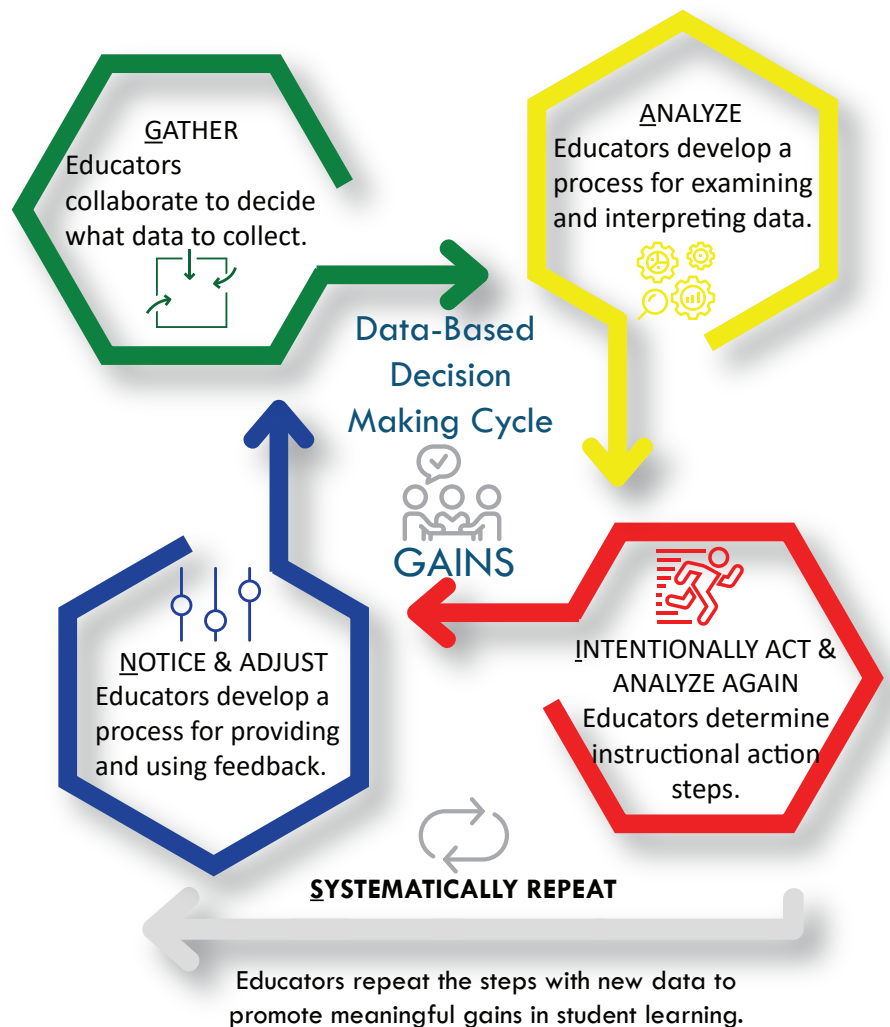 GATHER
Educators
collaborate to decide
what data to collect.
ANALYZE
Educators develop a
process for examining
and interpreting data.
Data-Based
Decision
Making Cycle
GAINS
INTENTIONALLY ACT &
ANALYZE AGAIN
Educators determine
instructional action
steps.
NOTICE & ADJUST
Educators develop a
process for providing
and using feedback.
SYSTEMATICALLY REPEAT
Educators repeat the steps with new data to
promote meaningful gains in student learning.